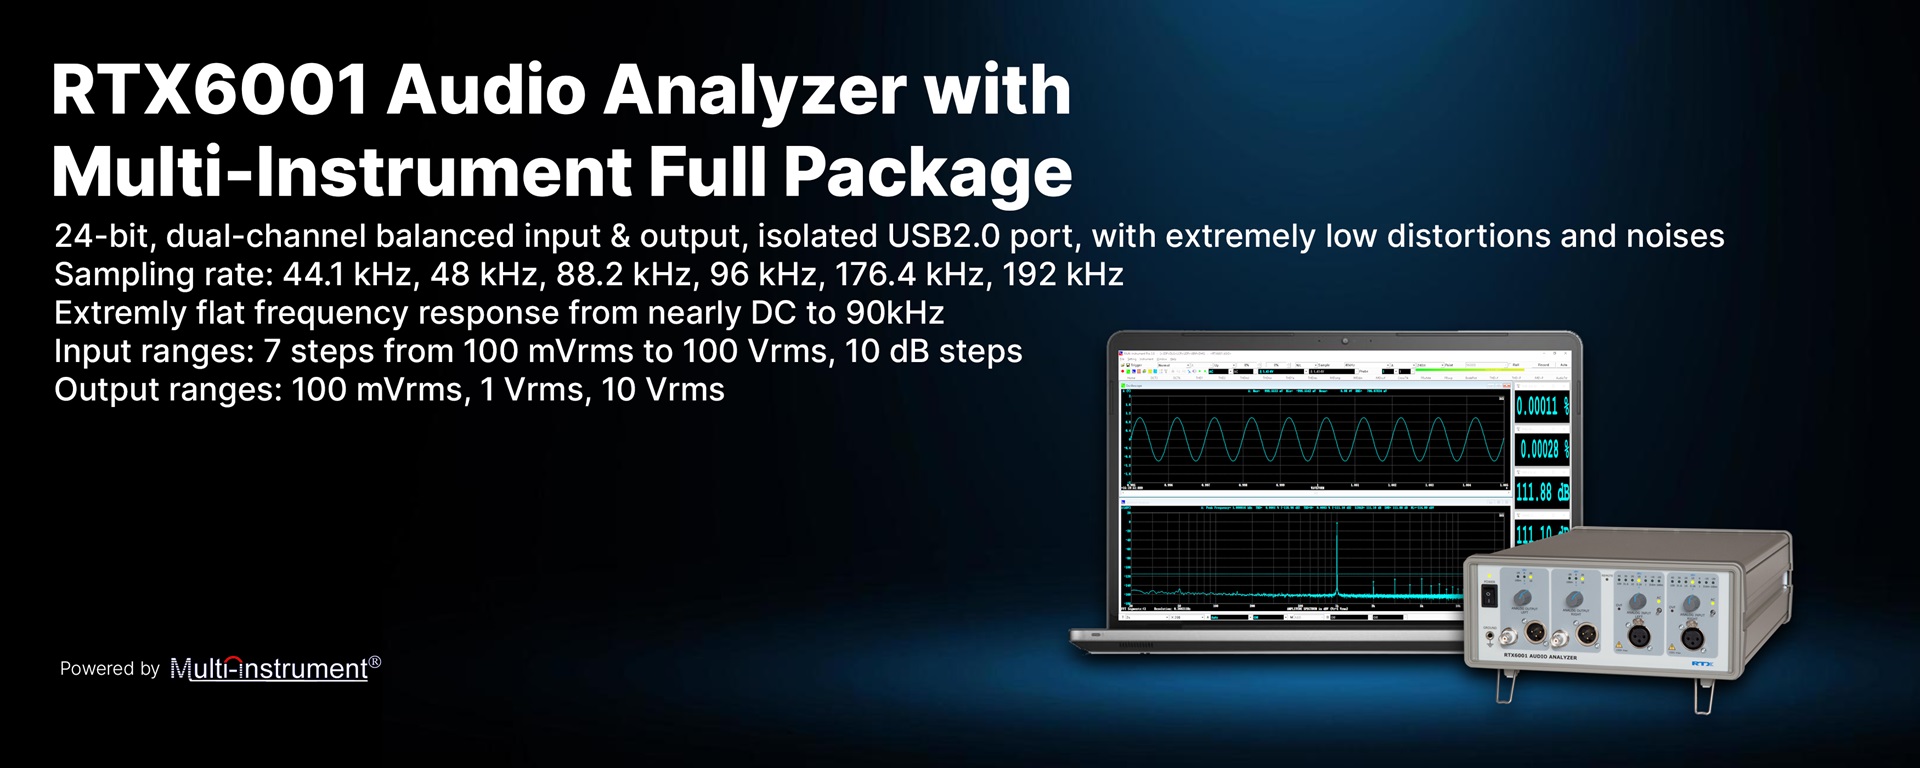 RTX6001 Audio Analyzer with
Multi-Instrument Full Package
24-bit, dual-channel balanced input & output, isolated USB2.0 port, with extremely low distortions and noises
Sampling rate: 44.1 kHz, 48 kHz, 88.2 kHz, 96 kHz, 176.4 kHz, 192 kHz
Extremly flat frequency response from nearly DC to 90kHz
Input ranges: 7 steps from 100 mVrms to 100 Vrms, 10 dB steps
Output ranges: 100 mVrms, 1 Vrms, 10 Vrms
0.00011 %
0.00028 %
111.88 dB
111.10 dB
RTX6001 AUDIO ANALYZER
RTX
Powered by Multi-instrument®